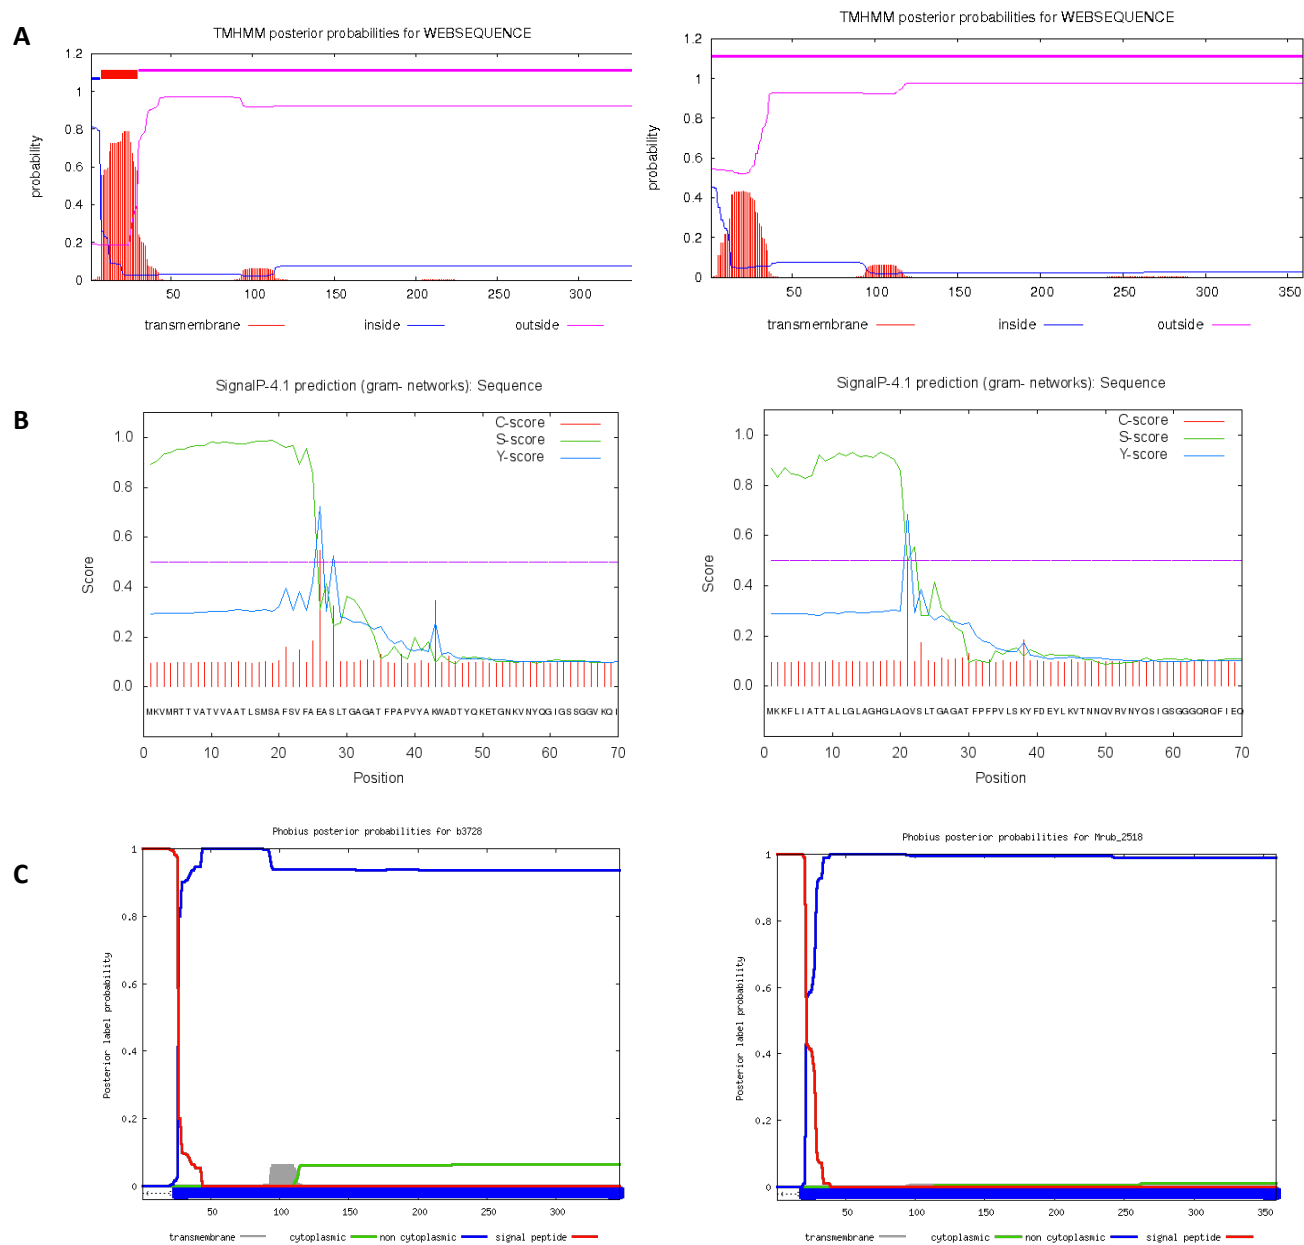 A
TMHMM posterior probabilities for WEBSEQUENCE
probability
1.2
1
0.8
0.6
0.4
0.2
0
50 100 150 200 250 300
transmembrane inside outside
TMHMM posterior probabilities for WEBSEQUENCE
probability
1.2
1
0.8
0.6
0.4
0.2
0
50 100 150 200 250 300 350
transmembrane inside outside
B
SignalP-4.1 prediction (gram- networks): Sequence
C-score
S-score
Y-score
Score
1.0
0.8
0.6
0.4
0.2
0.0
MKVMRTTVATVVAATLSMSAFSVFAEASLTGAGATFPAPVYAKWADTYQKETGNKVNYQGIGSSGGVKQI
0 10 20 30 40 50 60 70
Position
SignalP-4.1 prediction (gram- networks): Sequence
C-score
S-score
Y-score
Score
1.0
0.8
0.6
0.4
0.2
0.0
MKKFLIATTALLGLAGHGLAQVSLTGAGATFPFPVLSKYFDEYLKVTNNQVRVNYQSIGSGGGQRQFIEQ
0 10 20 30 40 50 60 70
Position
C
Phobius posterior probabilities for b3728
Posterior label probability
1
0.8
0.6
0.4
0.2
0
50 100 150 200 250 300
transmembrane cytoplasmic non cytoplasmic signal peptide
Phobius posterior probabilities for Mrub_2518
Posterior label probability
1
0.8
0.6
0.4
0.2
0
50 100 150 200 250 300 350
transmembrane cytoplasmic non cytoplasmic signal peptide